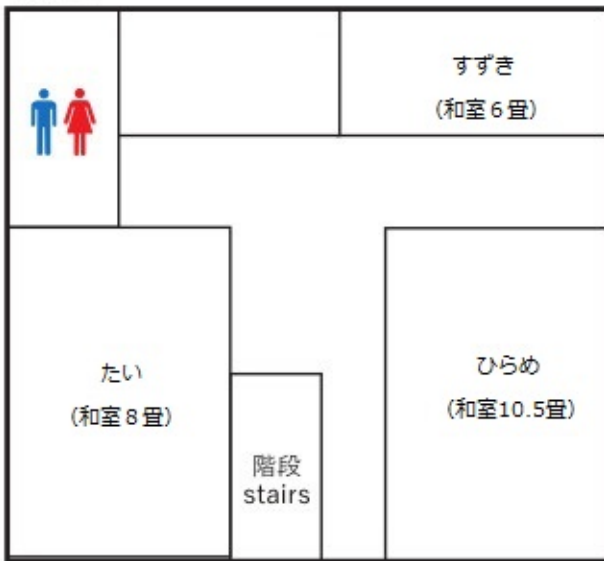 すずき
（和室６畳）
たい
（和室８畳）
ひらめ
（和室10.5畳）
階段
stairs